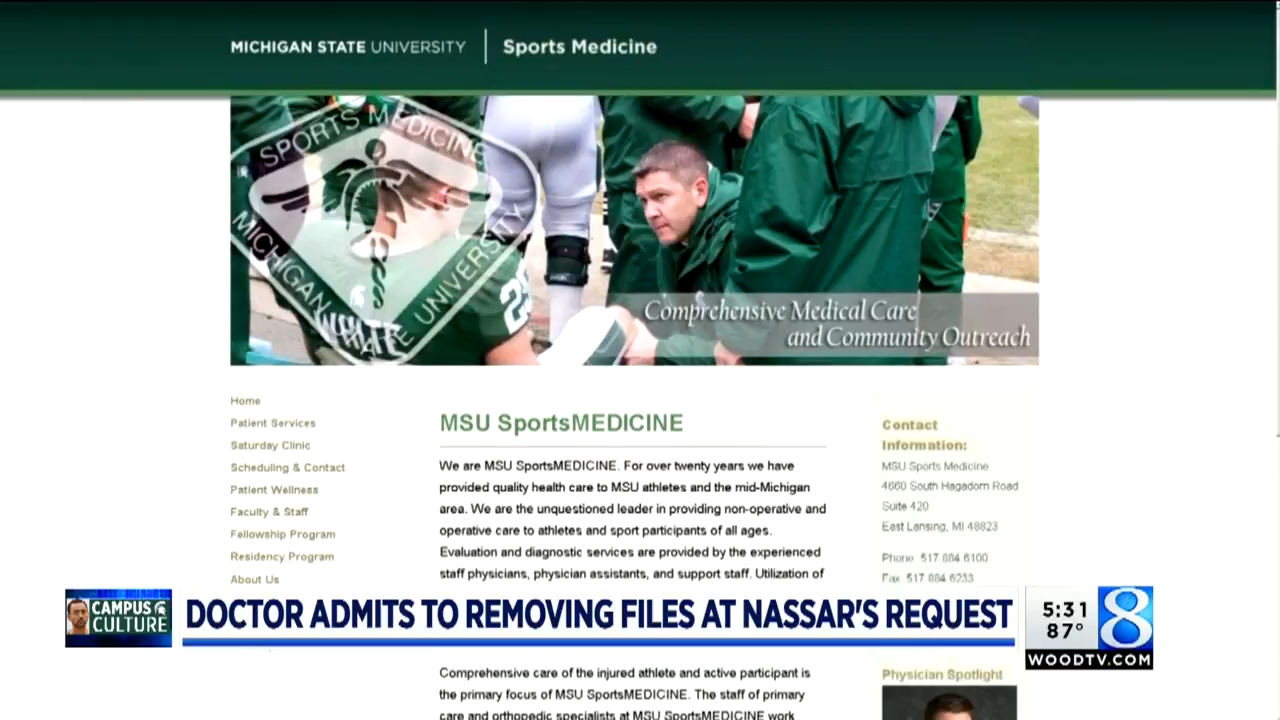 MICHIGAN STATE UNIVERSITY
Sports Medicine
SPORTS MEDICINE
MICHIGAN STATE UNIVERSITY
Comprehensive Medical Care
and Community Outreach
Home
Patient Services
Saturday Clinic
Scheduling & Contact
Patient Wellness
Faculty & Staff
Fellowship Program
Residency Program
About Us
MSU SportsMEDICINE
We are MSU SportsMEDICINE. For over twenty years we have
provided quality health care to MSU athletes and the mid-Michigan
area. We are the unquestioned leader in providing non-operative and
operative care to athletes and sport participants of all ages.
Evaluation and diagnostic services are provided by the experienced
staff physicians, physician assistants, and support staff. Utilization of
Contact
Information:
MSU Sports Medicine
4660 South Hagadorn Road
Suite 420
East Lansing, MI 48823
Phone 517.884.6100
Fax 517.884.6233
CAMPUS
CULTURE
DOCTOR ADMITS TO REMOVING FILES AT NASSAR'S REQUEST
5:31
87°
8
WOODTV.COM
Comprehensive care of the injured athlete and active participant is
the primary focus of MSU SportsMEDICINE. The staff of primary
care and orthopedic specialists at MSU SportsMEDICINE work
Physician Spotlight